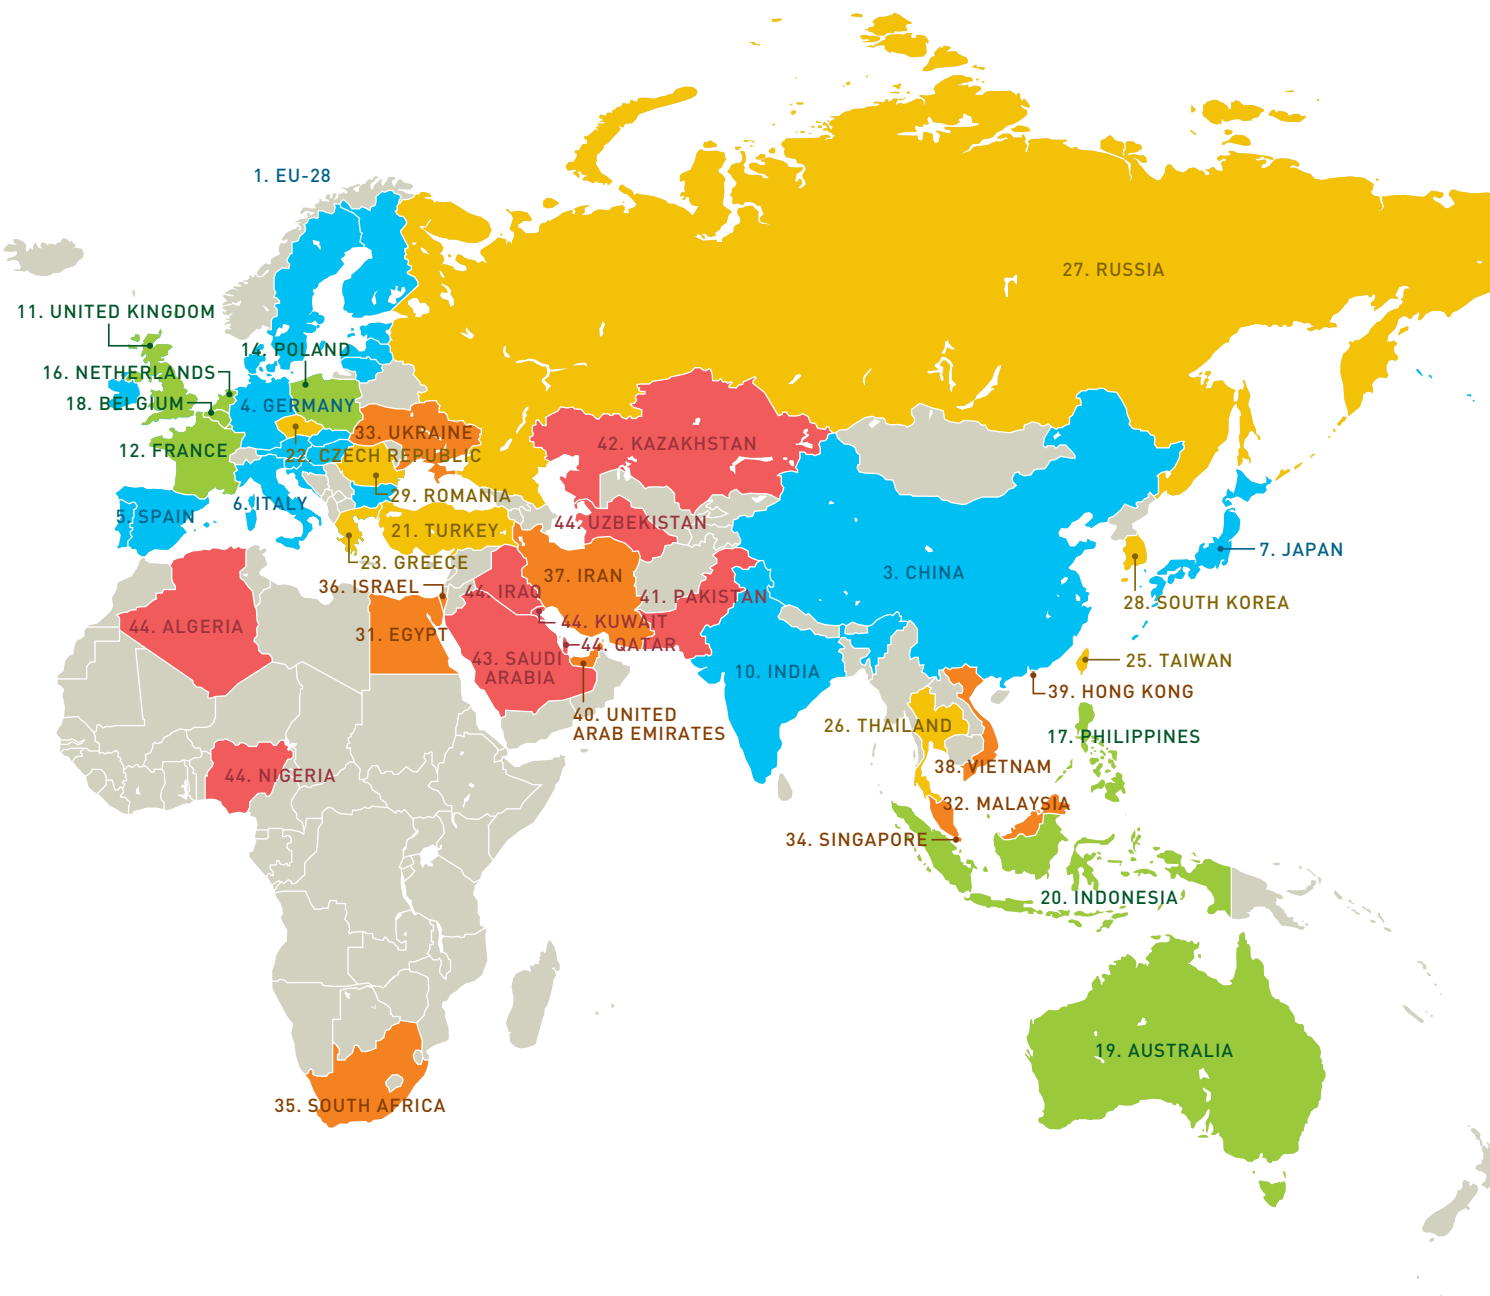 1. EU-28
27. RUSSIA
11. UNITED KINGDOM
14. POLAND
16. NETHERLANDS
18. BELGIUM
4. GERMANY
33. UKRAINE
42. KAZAKHSTAN
12. FRANCE
22. CZECH REPUBLIC
29. ROMANIA
6. ITALY
5. SPAIN
44. UZBEKISTAN
21. TURKEY
7. JAPAN
23. GREECE
3. CHINA
37. IRAN
36. ISRAEL
44. IRAQ
41. PAKISTAN
28. SOUTH KOREA
44. KUWAIT
44. ALGERIA
31. EGYPT
44. QATAR
43. SAUDI
ARABIA
25. TAIWAN
10. INDIA
39. HONG KONG
40. UNITED
ARAB EMIRATES
26. THAILAND
17. PHILIPPINES
38. VIETNAM
44. NIGERIA
32. MALAYSIA
34. SINGAPORE
20. INDONESIA
19. AUSTRALIA
35. SOUTH AFRICA